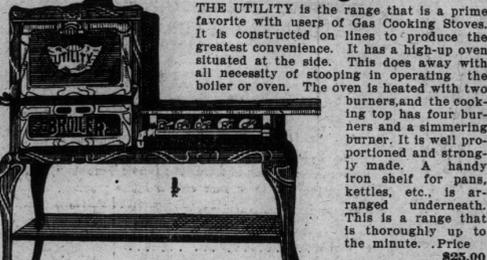 THE UTILITY is the range that is a prime
favorite with users of Gas Cooking Stoves.
It is constructed on lines to produce the
greatest convenience. It has a high-up oven
situated at the side. This does away with
all necessity of stooping in operating the
boiler or oven. The oven is heated with two
burners,and the cook-
ing top has four bur-
ners and a simmering
burner. It is well pro-
portioned and strong-
ly made. A handy
iron shelf for pans,
kettles, etc., is ar-
ranged underneath.
This is a range that
is thoroughly up to
the minute. .Price
$25.00
UTILITY
BROILER